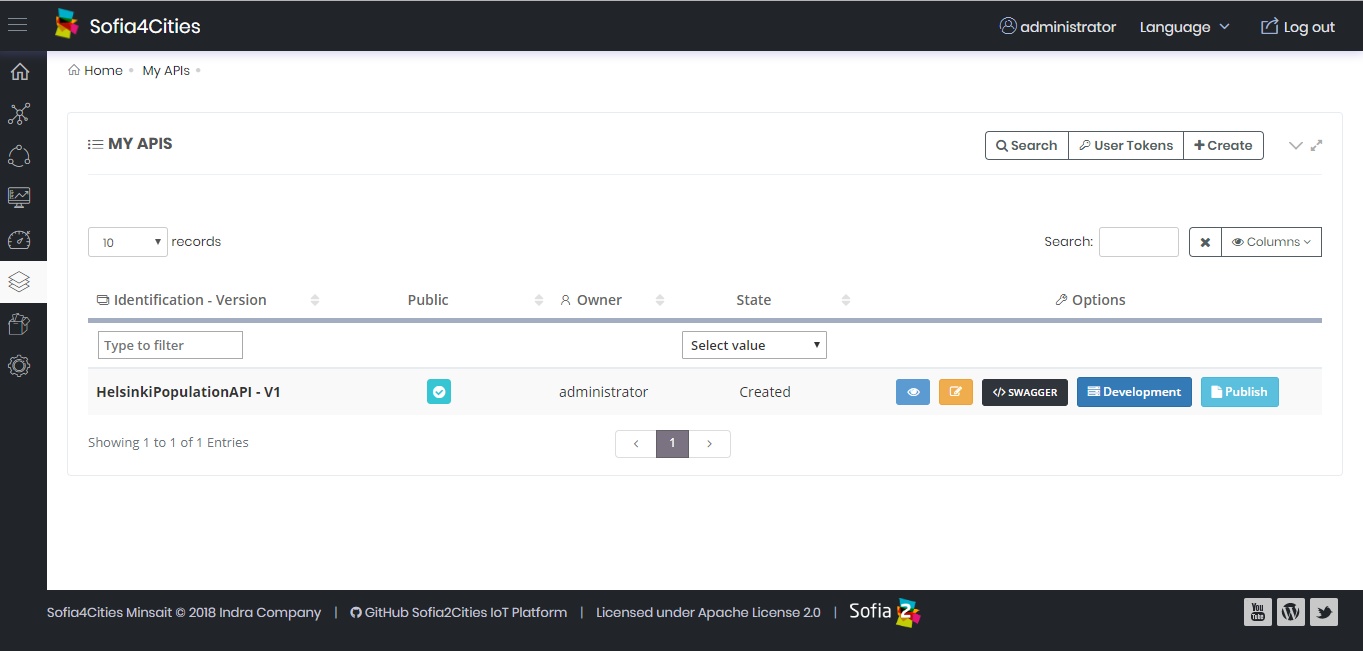 Sofia4Cities
administrator Language Log out
Home • My APIs •
MY APIS
Search User Tokens +Create
10 records
Search: Columns
Identification - Version Public Owner State Options
Type to filter Select value
HelsinkiPopulationAPI - V1 administrator Created </> SWAGGER Development Publish
Showing 1 to 1 of 1 Entries ‹ 1 ›
Sofia4Cities Minsait © 2018 Indra Company | GitHub Sofia2Cities IoT Platform | Licensed under Apache License 2.0 | Sofia 2 You Tube